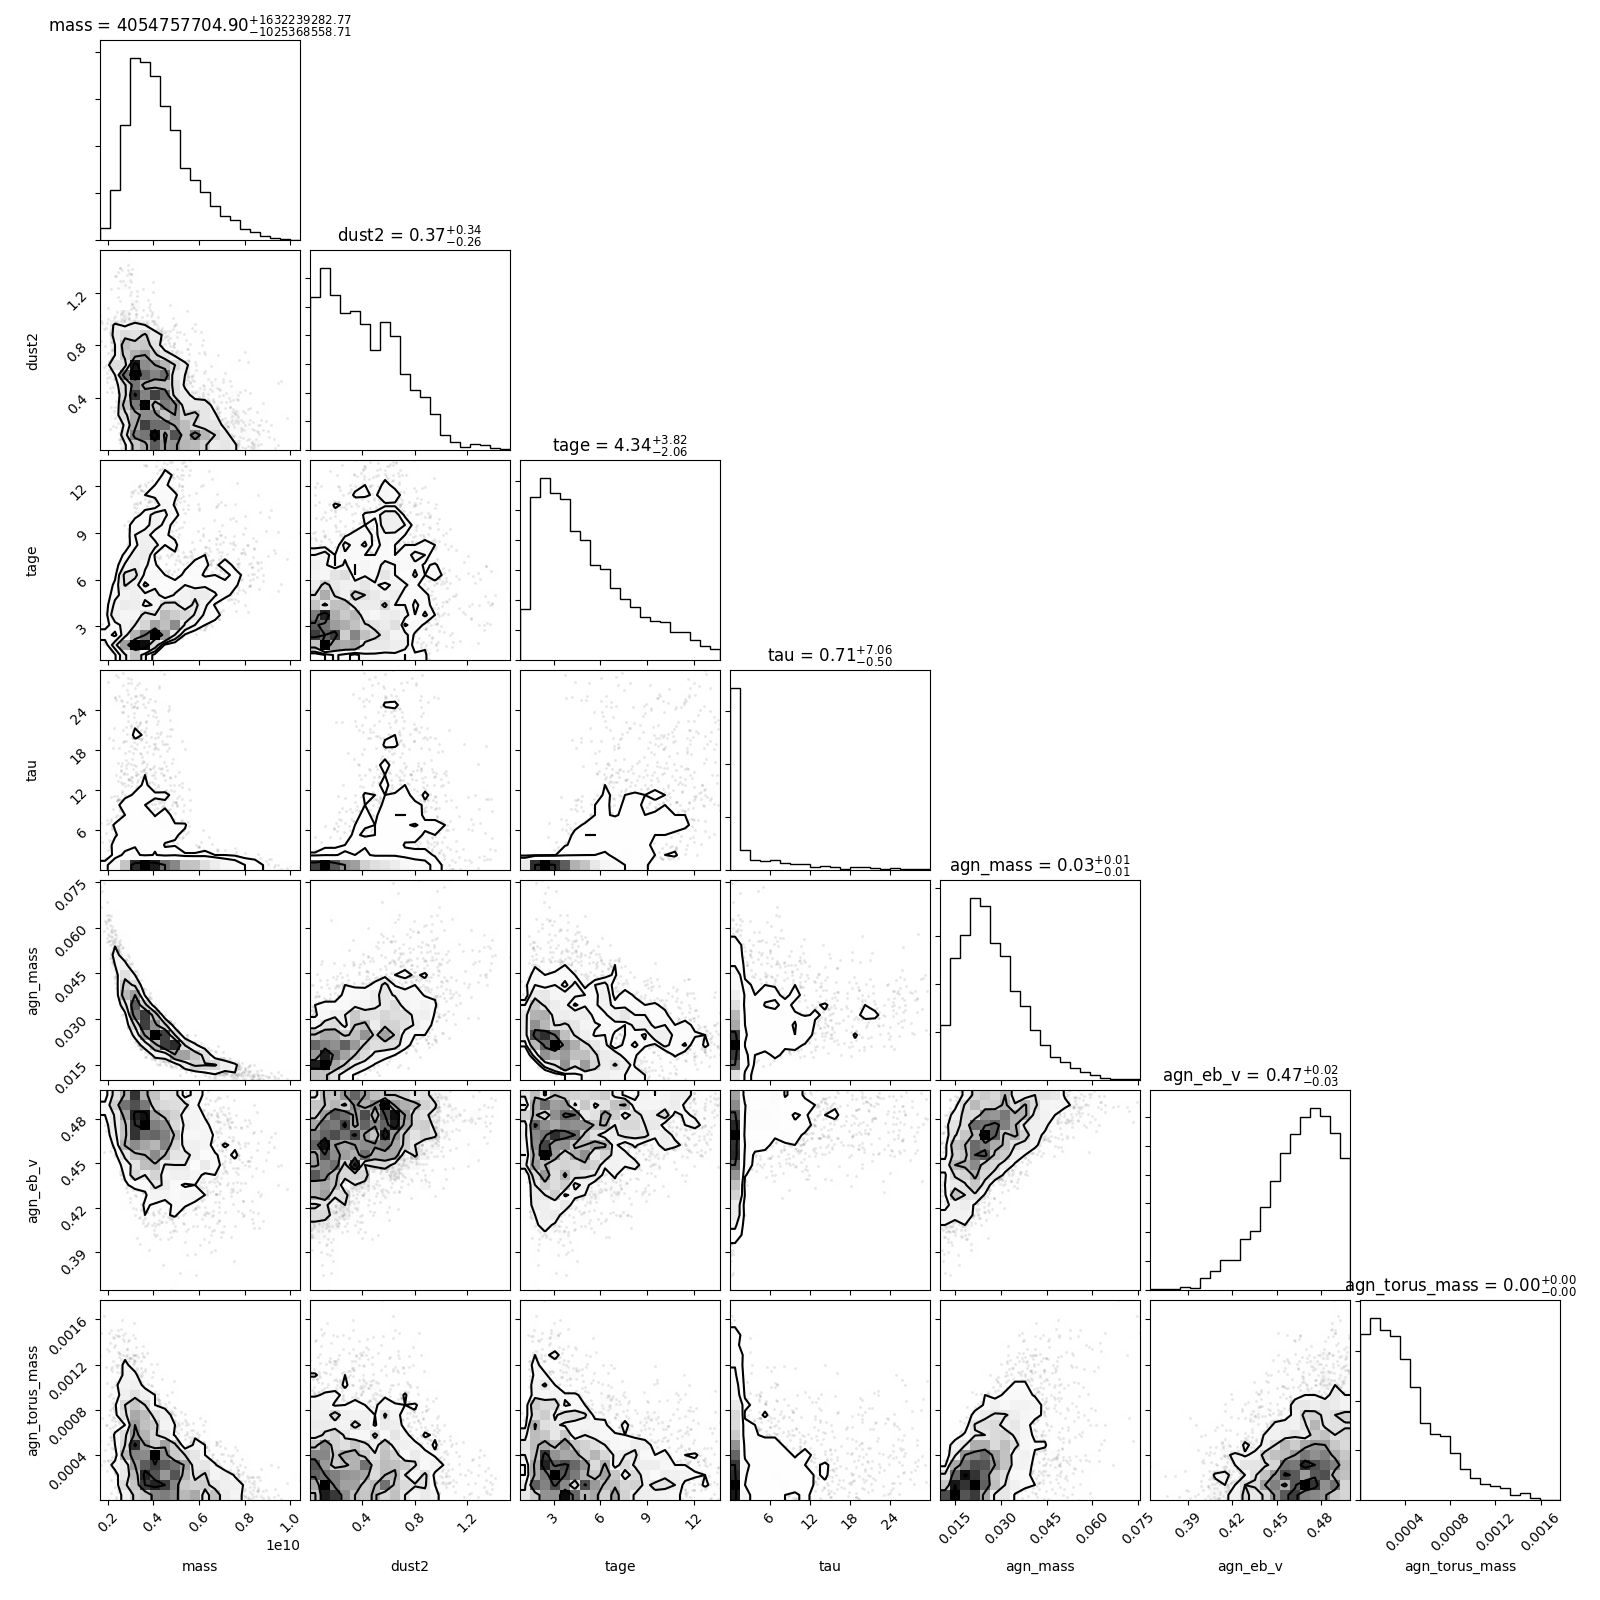 mass = 4054757704.90+1632239282.77−1025368558.71
dust2 = 0.37+0.34−0.26
1.2
0.8
0.4
dust2
tage = 4.34+3.82−2.06
12
9
6
3
tage
tau = 0.71+7.06−0.50
24
18
12
6
tau
agn_mass = 0.03+0.01−0.01
0.075
0.060
0.045
0.030
0.015
agn_mass
agn_eb_v = 0.47+0.02−0.03
0.48
0.45
0.42
0.39
agn_eb_v
agn_torus_mass = 0.00+0.00−0.00
0.0016
0.0012
0.0008
0.0004
agn_torus_mass
0.2 0.4 0.6 0.8 1.0
1e10
0.4 1.2
3 6 9 12
6 12 18 24
0.015 0.030 0.045 0.060 0.075
0.39 0.42 0.45 0.48
0.0004 0.0008 0.0012 0.0016
mass dust2 tage tau agn_mass agn_eb_v agn_torus_mass